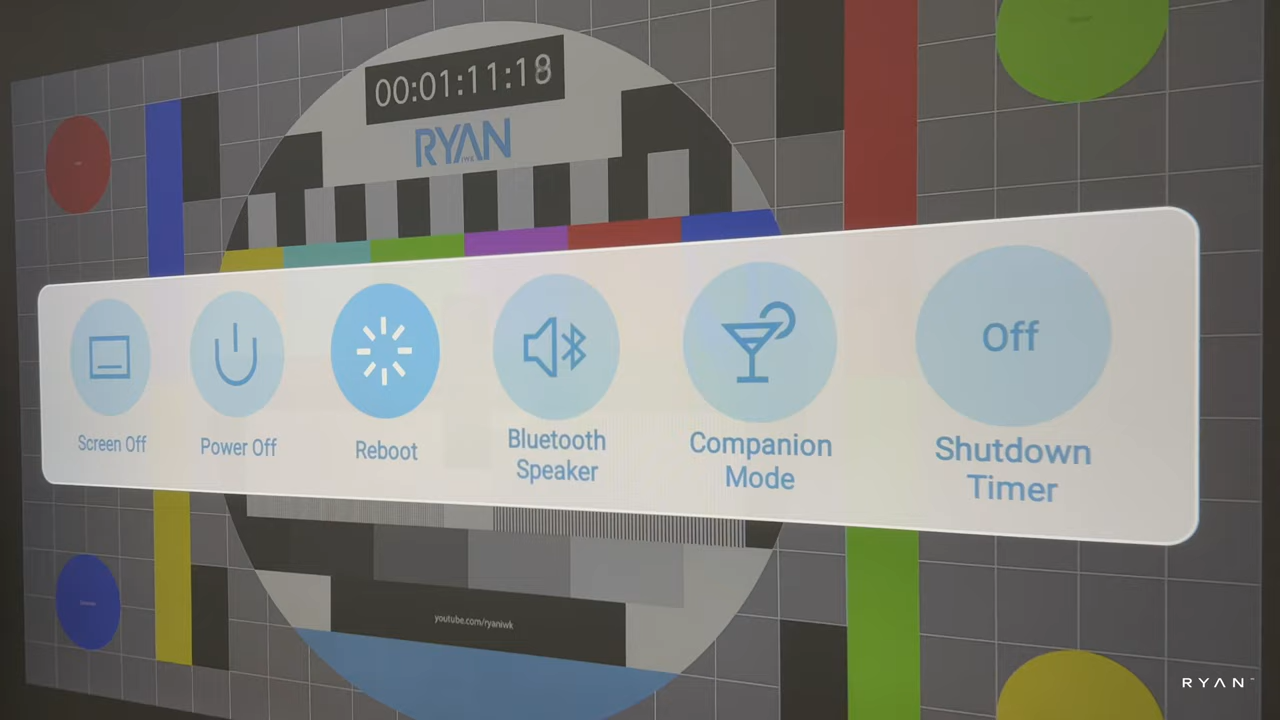 00:01:11:18
RYAN
Screen Off
Power Off
Reboot
Bluetooth
Speaker
Companion
Mode
Off
Shutdown
Timer
youtube.com/ryaniwk
RYAN